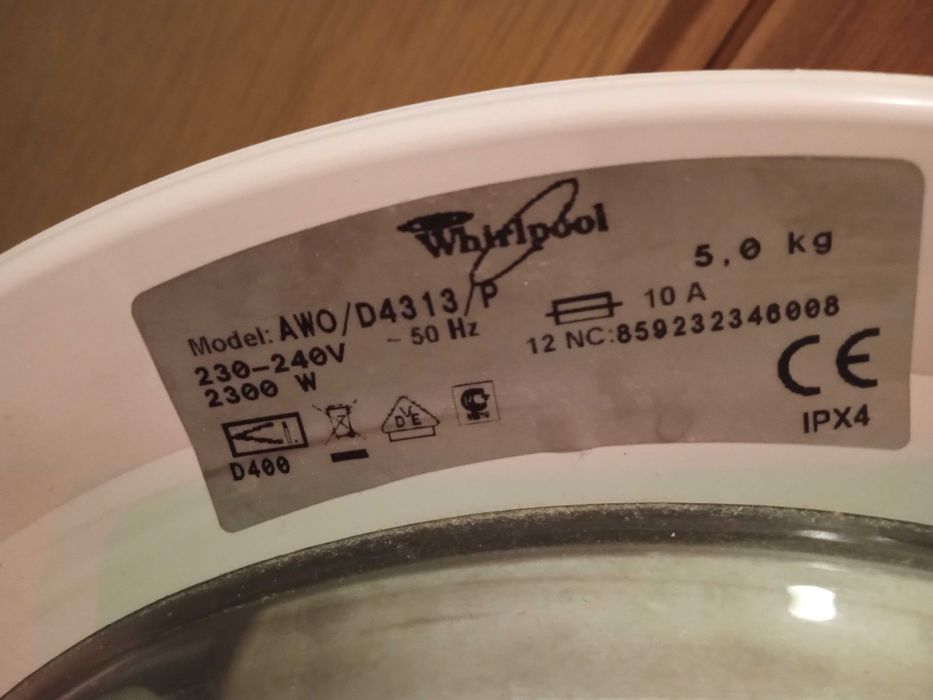 Whirlpool
5,0 kg
Model: AWO/D4313/P
10 A
230-240V ~ 50 Hz
12 NC:859232346008
2300 W
CE
IPX4
DVE
D400